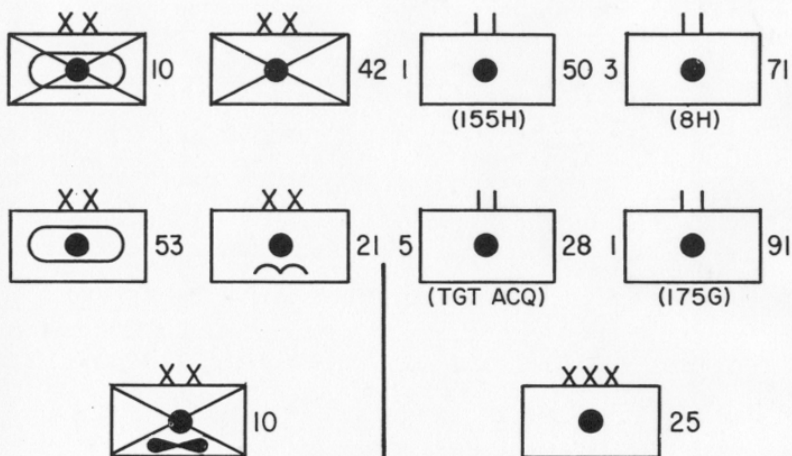 XX XX II II
10 42 1 50 3 71
(155H) (8H)
XX XX II II
53 21 5 28 1 91
(TGT ACQ) (175G)
XX XXX
10 25